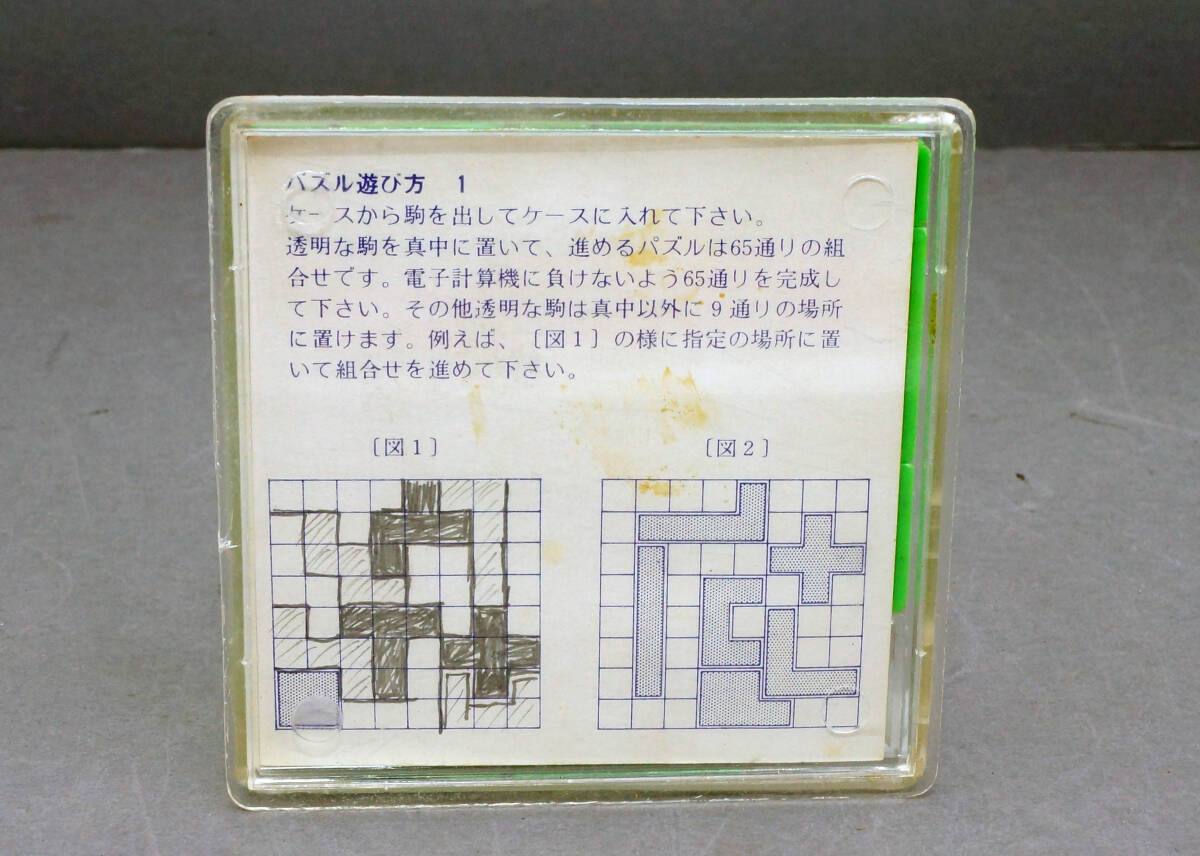 パズル遊び方 1
ケースから駒を出してケースに入れて下さい。
透明な駒を真中に置いて、進めるパズルは65通りの組
合せです。電子計算機に負けないよう65通りを完成し
て下さい。その他透明な駒は真中以外に9通りの場所
に置けます。例えば、〔図1〕の様に指定の場所に置
いて組合せを進めて下さい。
〔図1〕 〔図2〕